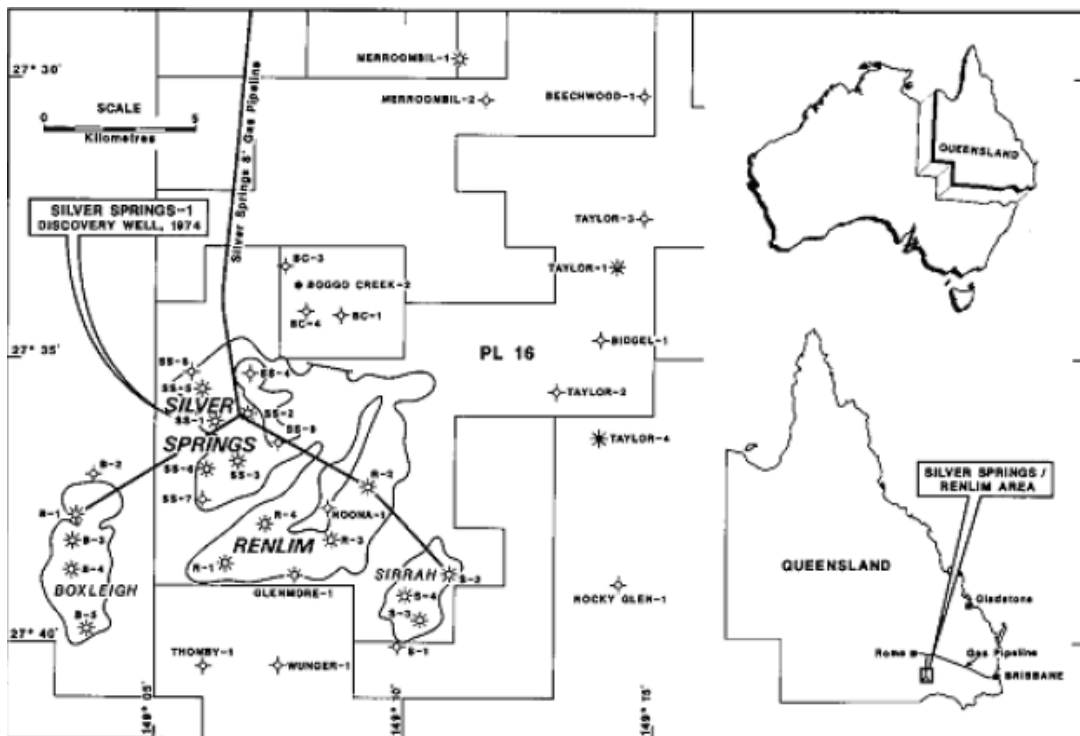 27° 30'
SCALE
0 5
Kilometres
Silver Springs 8" Gas Pipeline
MERROOMBIL-1
MERROOMBIL-2
BEECHWOOD-1
QUEENSLAND
SILVER SPRINGS-1
DISCOVERY WELL, 1974
TAYLOR-3
BC-3
BOGGO CREEK-2
TAYLOR-1
BC-4
BC-1
BIDGEL-1
27° 35'
PL 16
SS-5
SS-4
TAYLOR-2
SILVER
SPRINGS
SS-1
SS-2
SS-9
TAYLOR-4
SS-6
SS-3
SS-7
B-2
B-1
B-3
B-4
BOXLEIGH
B-5
R-2
NOONA-1
R-4
RENLIM
R-3
R-1
GLENMORE-1
SIRRAH
S-2
S-4
S-3
S-1
ROCKY GLEN-1
27° 40'
THOMBY-1
WUNGER-1
149° 05'
149° 10'
149° 15'
SILVER SPRINGS /
RENLIM AREA
QUEENSLAND
Gladstone
Roma
Gas Pipeline
BRISBANE